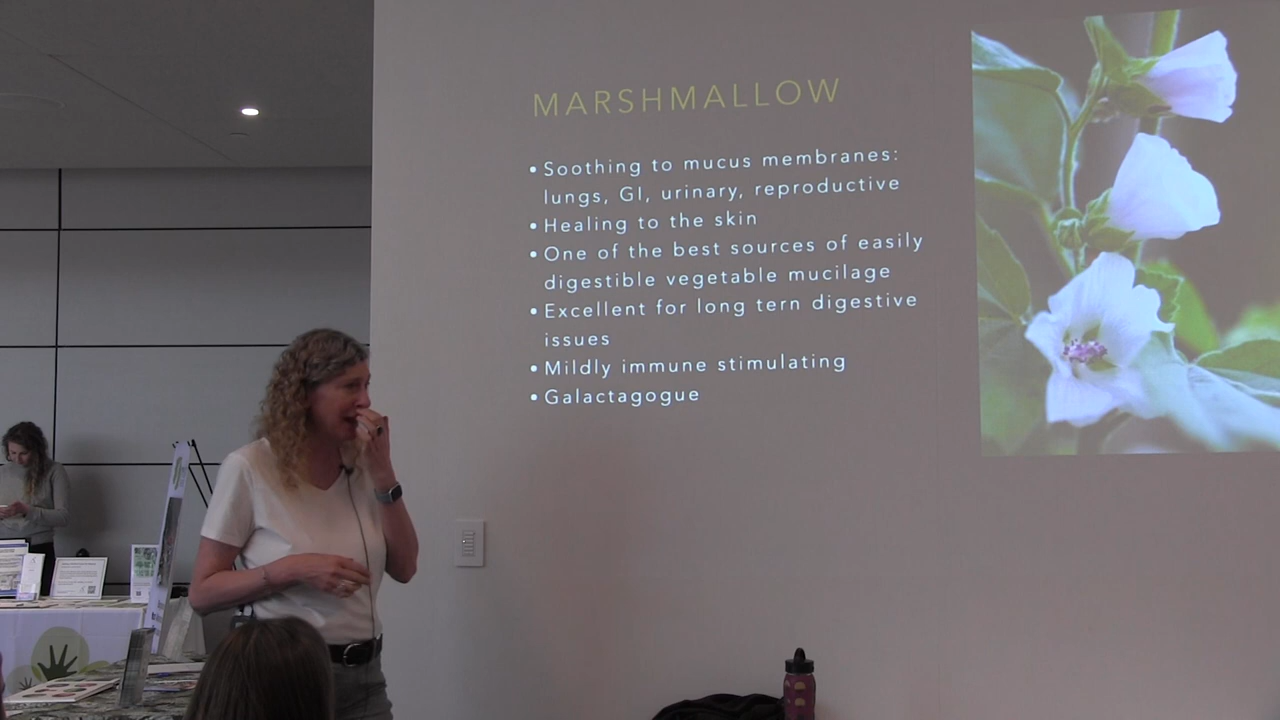 MARSHMALLOW
• Soothing to mucus membranes:
lungs, GI, urinary, reproductive
• Healing to the skin
• One of the best sources of easily
digestible vegetable mucilage
• Excellent for long tern digestive
issues
• Mildly immune stimulating
• Galactagogue